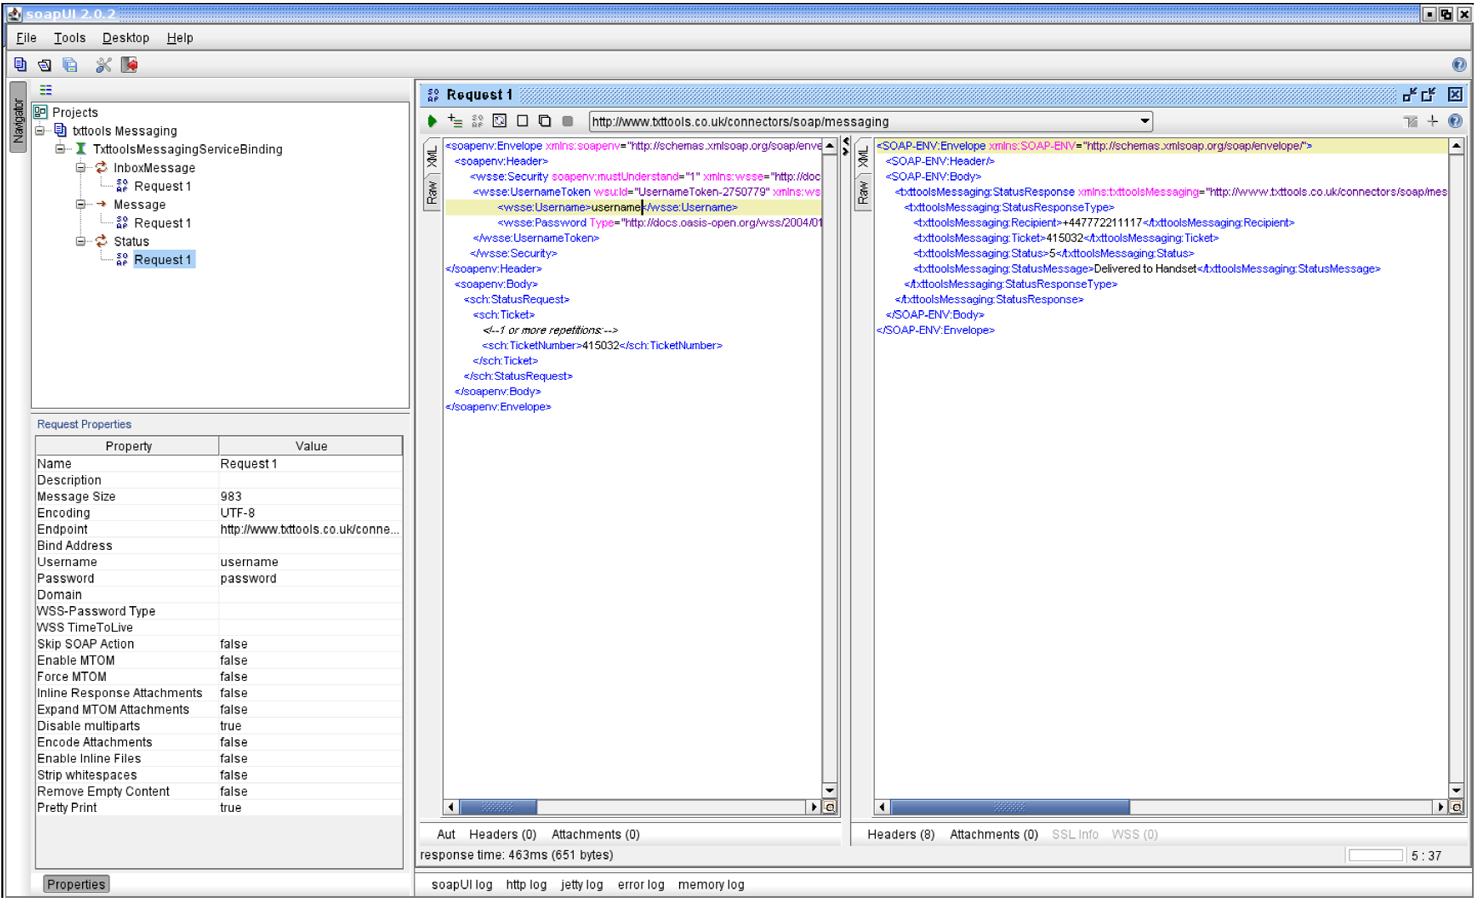 soapUI 2.0.2
File Tools Desktop Help
Navigator
Projects
txttools Messaging
TxttoolsMessagingServiceBinding
InboxMessage
Request 1
Message
Request 1
Status
Request 1
Request Properties
Property Value
Name Request 1
Description
Message Size 983
Encoding UTF-8
Endpoint http://www.txttools.co.uk/conne...
Bind Address
Username username
Password password
Domain
WSS-Password Type
WSS TimeToLive
Skip SOAP Action false
Enable MTOM false
Force MTOM false
Inline Response Attachments false
Expand MTOM Attachments false
Disable multiparts true
Encode Attachments false
Enable Inline Files false
Strip whitespaces false
Remove Empty Content false
Pretty Print true
Properties
Request 1
http://www.txttools.co.uk/connectors/soap/messaging
XML
Raw
<soapenv:Envelope xmlns:soapenv="http://schemas.xmlsoap.org/soap/enve
<soapenv:Header>
<wsse:Security soapenv:mustUnderstand="1" xmlns:wsse="http://doc
<wsse:UsernameToken wsu:Id="UsernameToken-2750779" xmlns:ws
<wsse:Username>username</wsse:Username>
<wsse:Password Type="http://docs.oasis-open.org/wss/2004/01
</wsse:UsernameToken>
</wsse:Security>
</soapenv:Header>
<soapenv:Body>
<sch:StatusRequest>
<sch:Ticket>
<!--1 or more repetitions:-->
<sch:TicketNumber>415032</sch:TicketNumber>
</sch:Ticket>
</sch:StatusRequest>
</soapenv:Body>
</soapenv:Envelope>
XML
Raw
<SOAP-ENV:Envelope xmlns:SOAP-ENV="http://schemas.xmlsoap.org/soap/envelope/">
<SOAP-ENV:Header/>
<SOAP-ENV:Body>
<txttoolsMessaging:StatusResponse xmlns:txttoolsMessaging="http://www.txttools.co.uk/connectors/soap/mes
<txttoolsMessaging:StatusResponseType>
<txttoolsMessaging:Recipient>+447772211117</txttoolsMessaging:Recipient>
<txttoolsMessaging:Ticket>415032</txttoolsMessaging:Ticket>
<txttoolsMessaging:Status>5</txttoolsMessaging:Status>
<txttoolsMessaging:StatusMessage>Delivered to Handset</txttoolsMessaging:StatusMessage>
</txttoolsMessaging:StatusResponseType>
</txttoolsMessaging:StatusResponse>
</SOAP-ENV:Body>
</SOAP-ENV:Envelope>
Aut Headers (0) Attachments (0)
Headers (8) Attachments (0) SSL Info WSS (0)
response time: 463ms (651 bytes)
5 : 37
soapUI log http log jetty log error log memory log